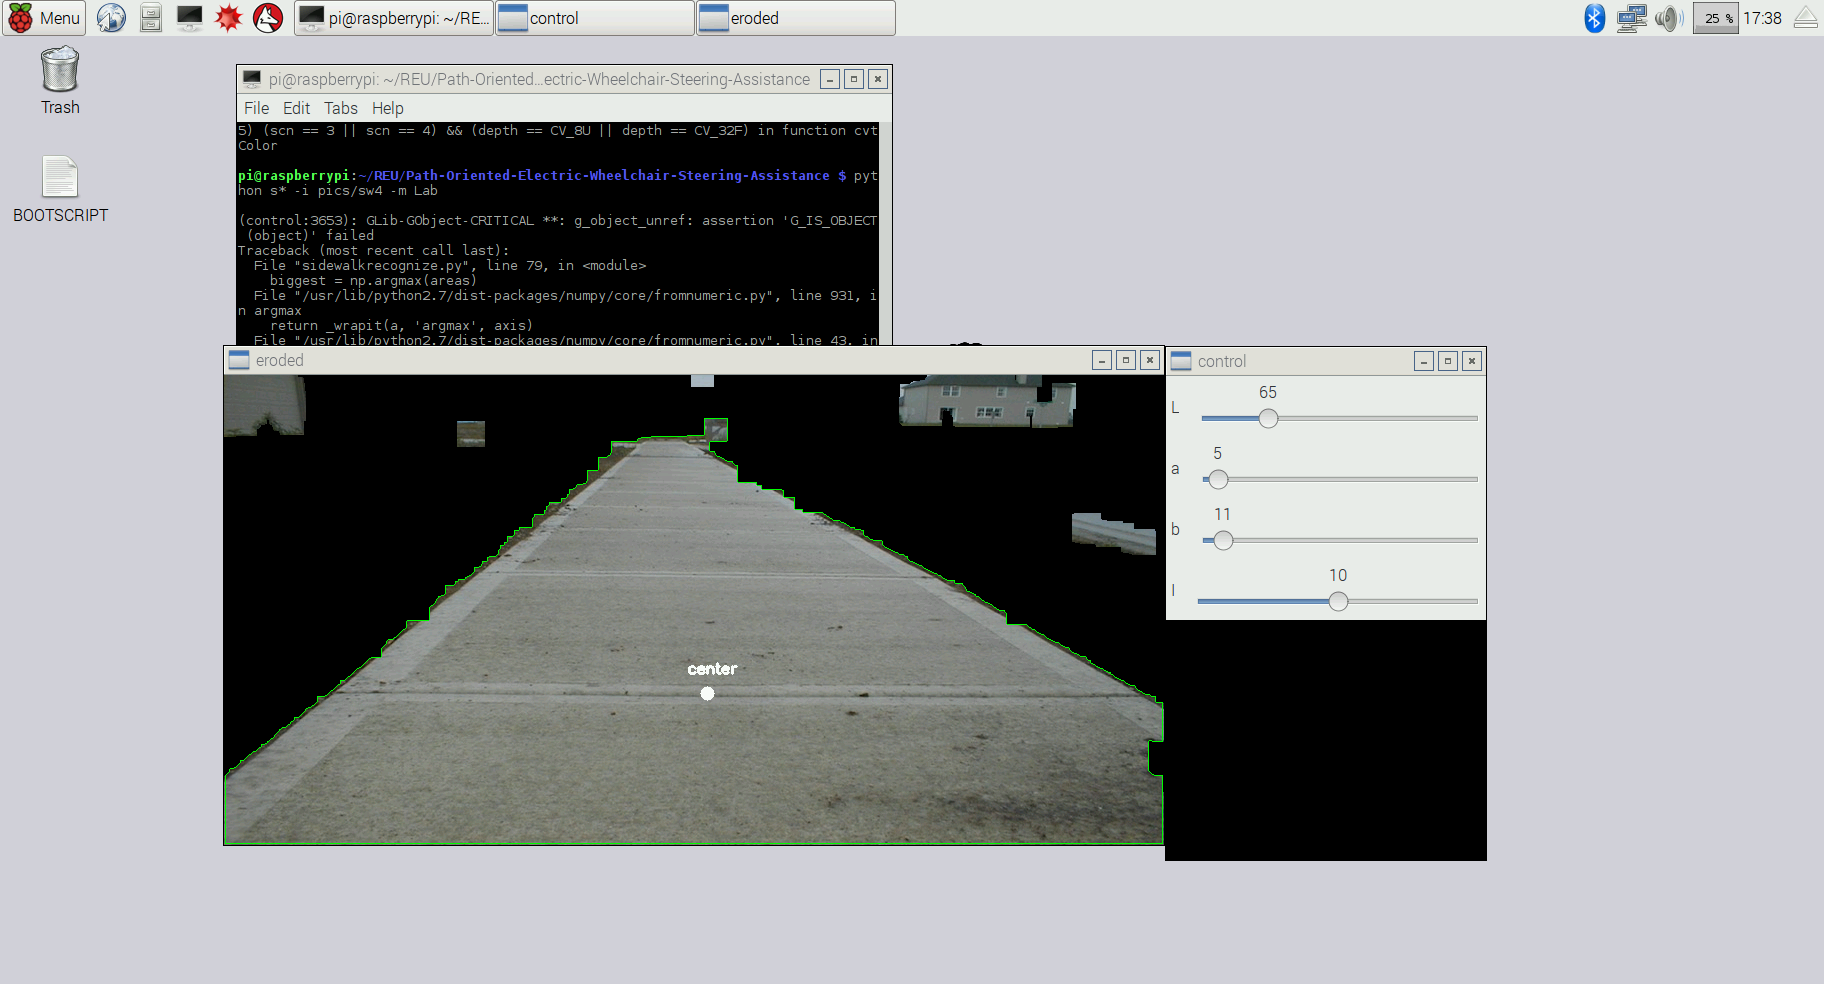 Menu
pi@raspberrypi: ~/RE...
control
eroded
25 %
17:38
Trash
BOOTSCRIPT
pi@raspberrypi: ~/REU/Path-Oriented...ectric-Wheelchair-Steering-Assistance
File Edit Tabs Help
5) (scn == 3 || scn == 4) && (depth == CV_8U || depth == CV_32F) in function cvt
Color
pi@raspberrypi:~/REU/Path-Oriented-Electric-Wheelchair-Steering-Assistance $ pyt
hon s* -i pics/sw4 -m Lab
(control:3653): GLib-GObject-CRITICAL **: g_object_unref: assertion 'G_IS_OBJECT
(object)' failed
Traceback (most recent call last):
File "sidewalkrecognize.py", line 79, in <module>
biggest = np.argmax(areas)
File "/usr/lib/python2.7/dist-packages/numpy/core/fromnumeric.py", line 931, i
n argmax
return _wrapit(a, 'argmax', axis)
File "/usr/lib/python2.7/dist-packages/numpy/core/fromnumeric.py", line 43, in
eroded
center
control
65
L
5
a
11
b
10
l